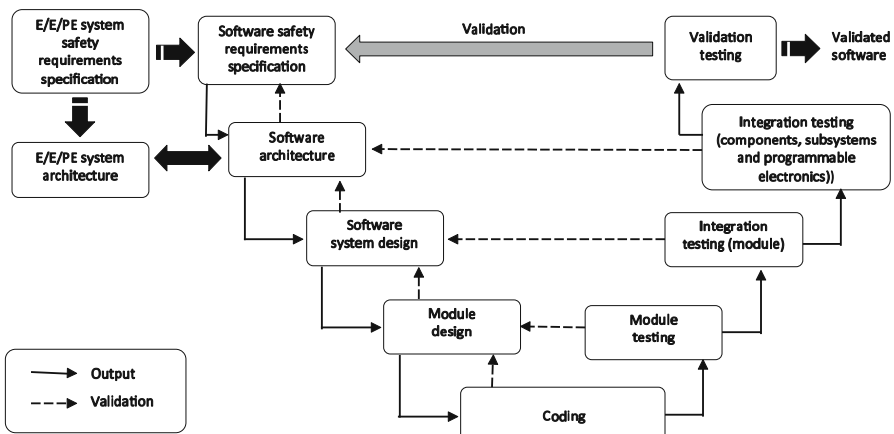 E/E/PE system
safety
requirements
specification
Software safety
requirements
specification
Validation
Validation
testing
Validated
software
E/E/PE system
architecture
Software
architecture
Integration testing
(components, subsystems
and programmable
electronics))
Software
system design
Integration
testing (module)
Module
design
Module
testing
Output
Validation
Coding